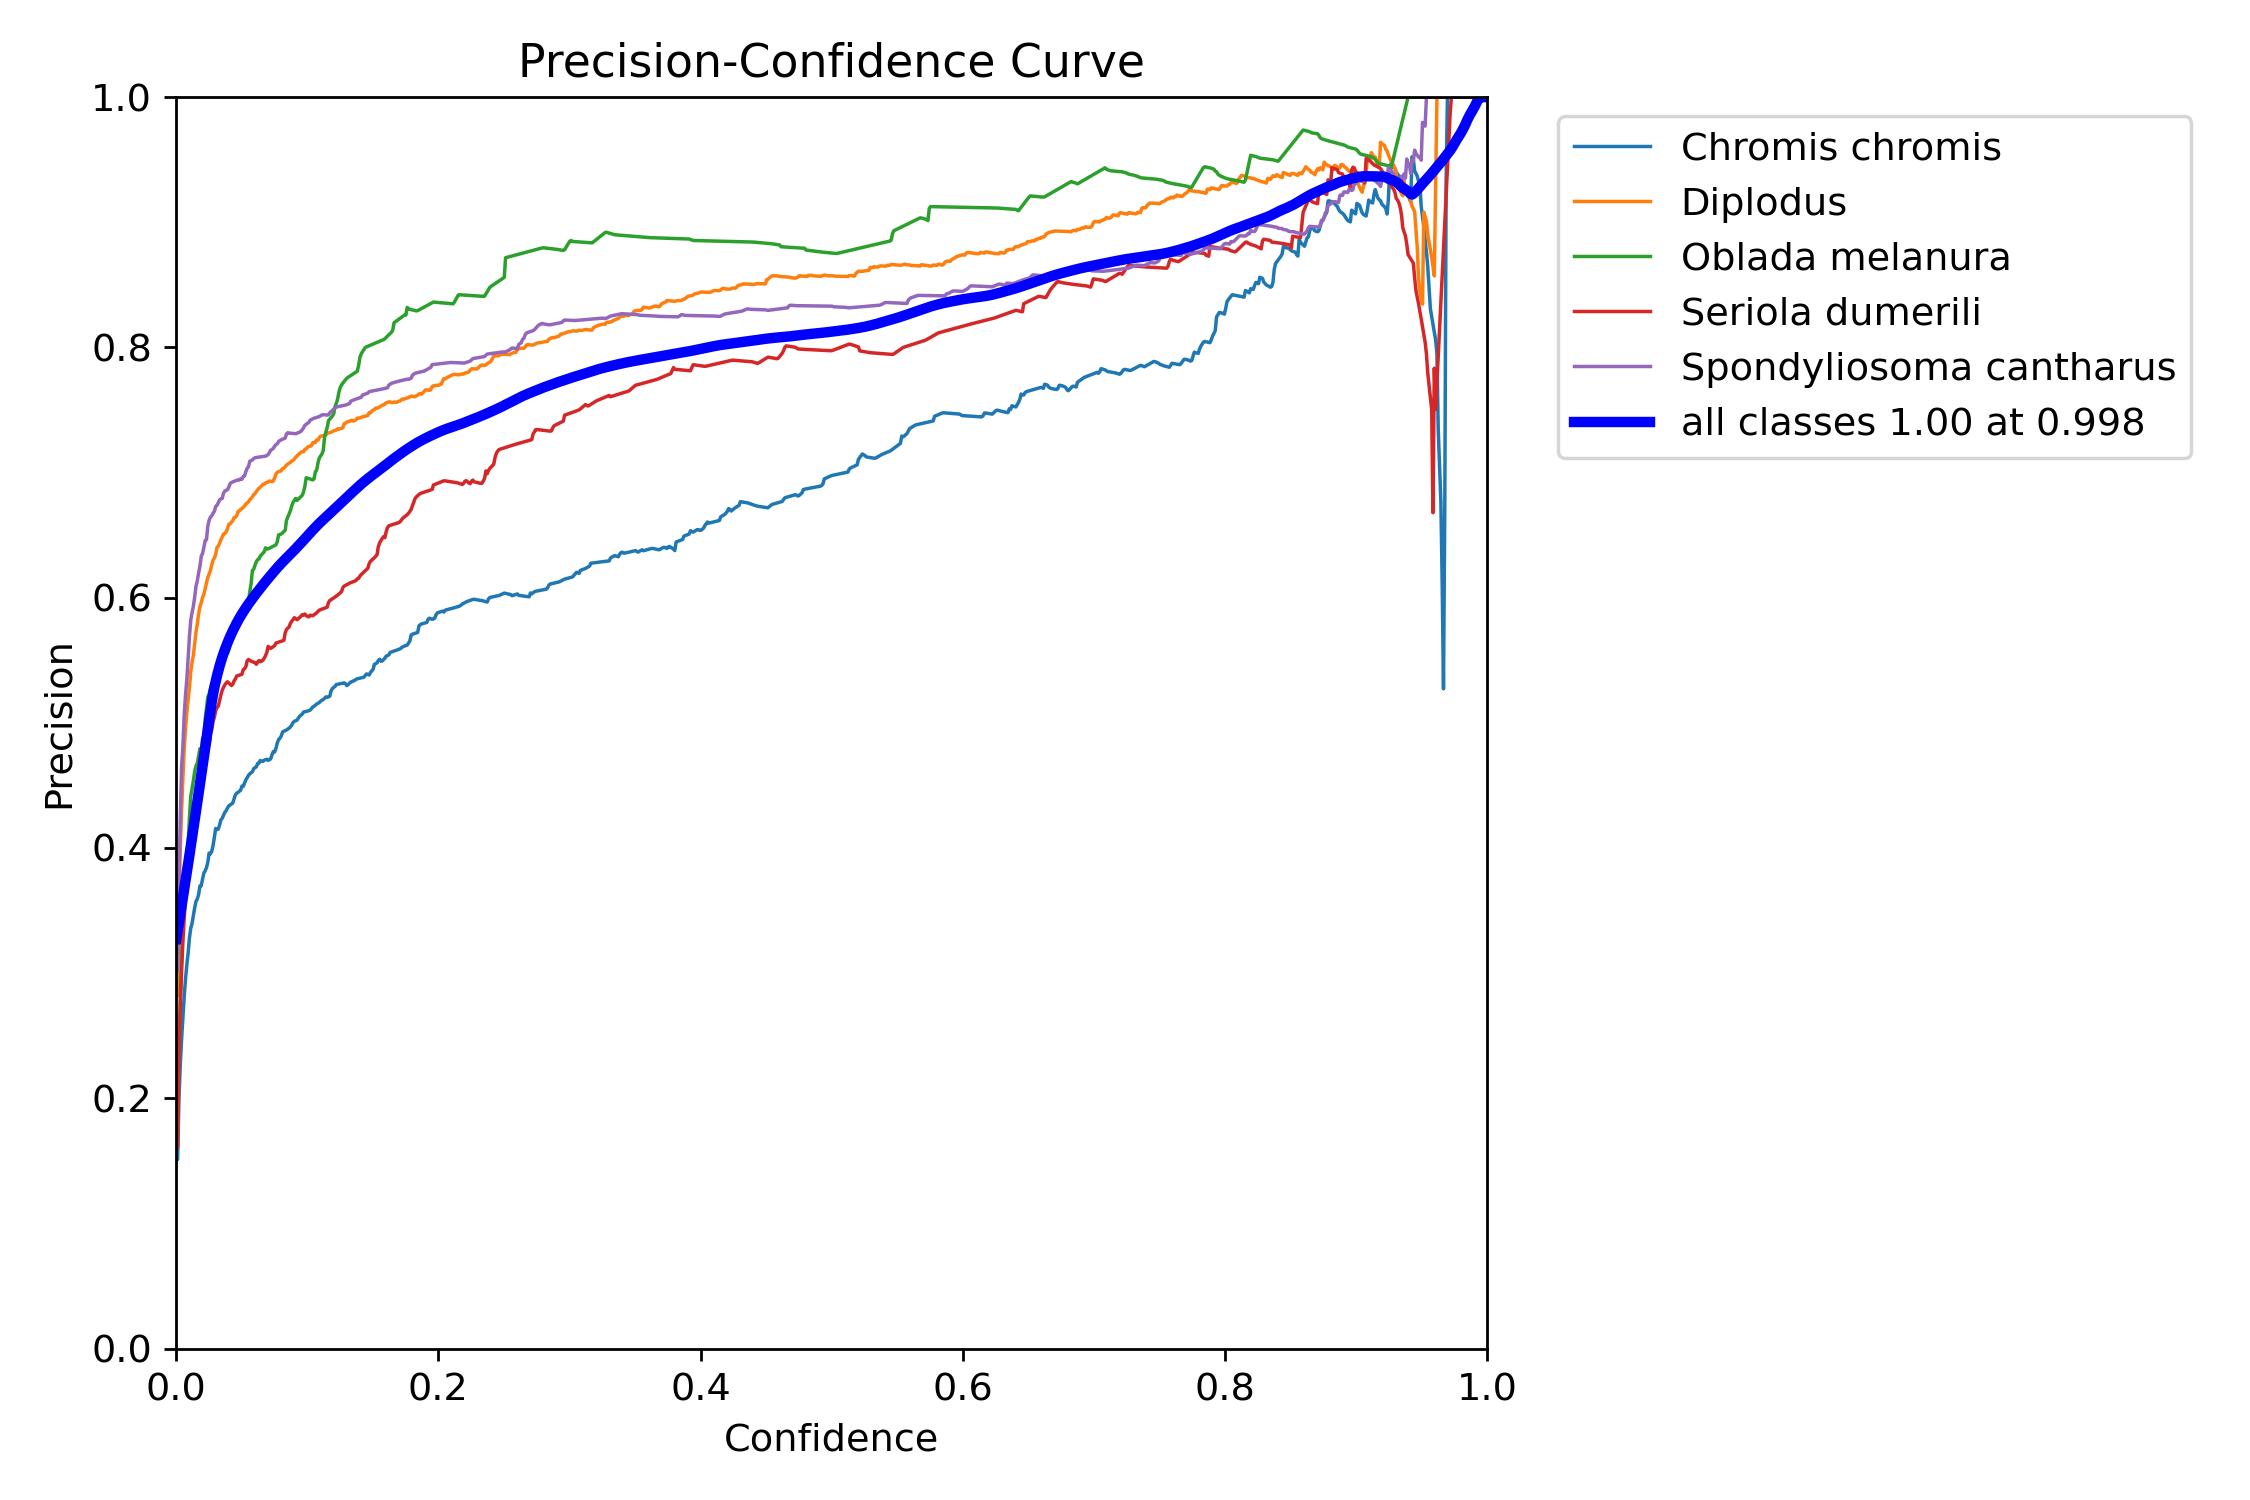 Precision-Confidence Curve
1.0
0.8
0.6
0.4
0.2
0.0
Precision
0.0 0.2 0.4 0.6 0.8 1.0
Confidence
Chromis chromis
Diplodus
Oblada melanura
Seriola dumerili
Spondyliosoma cantharus
all classes 1.00 at 0.998